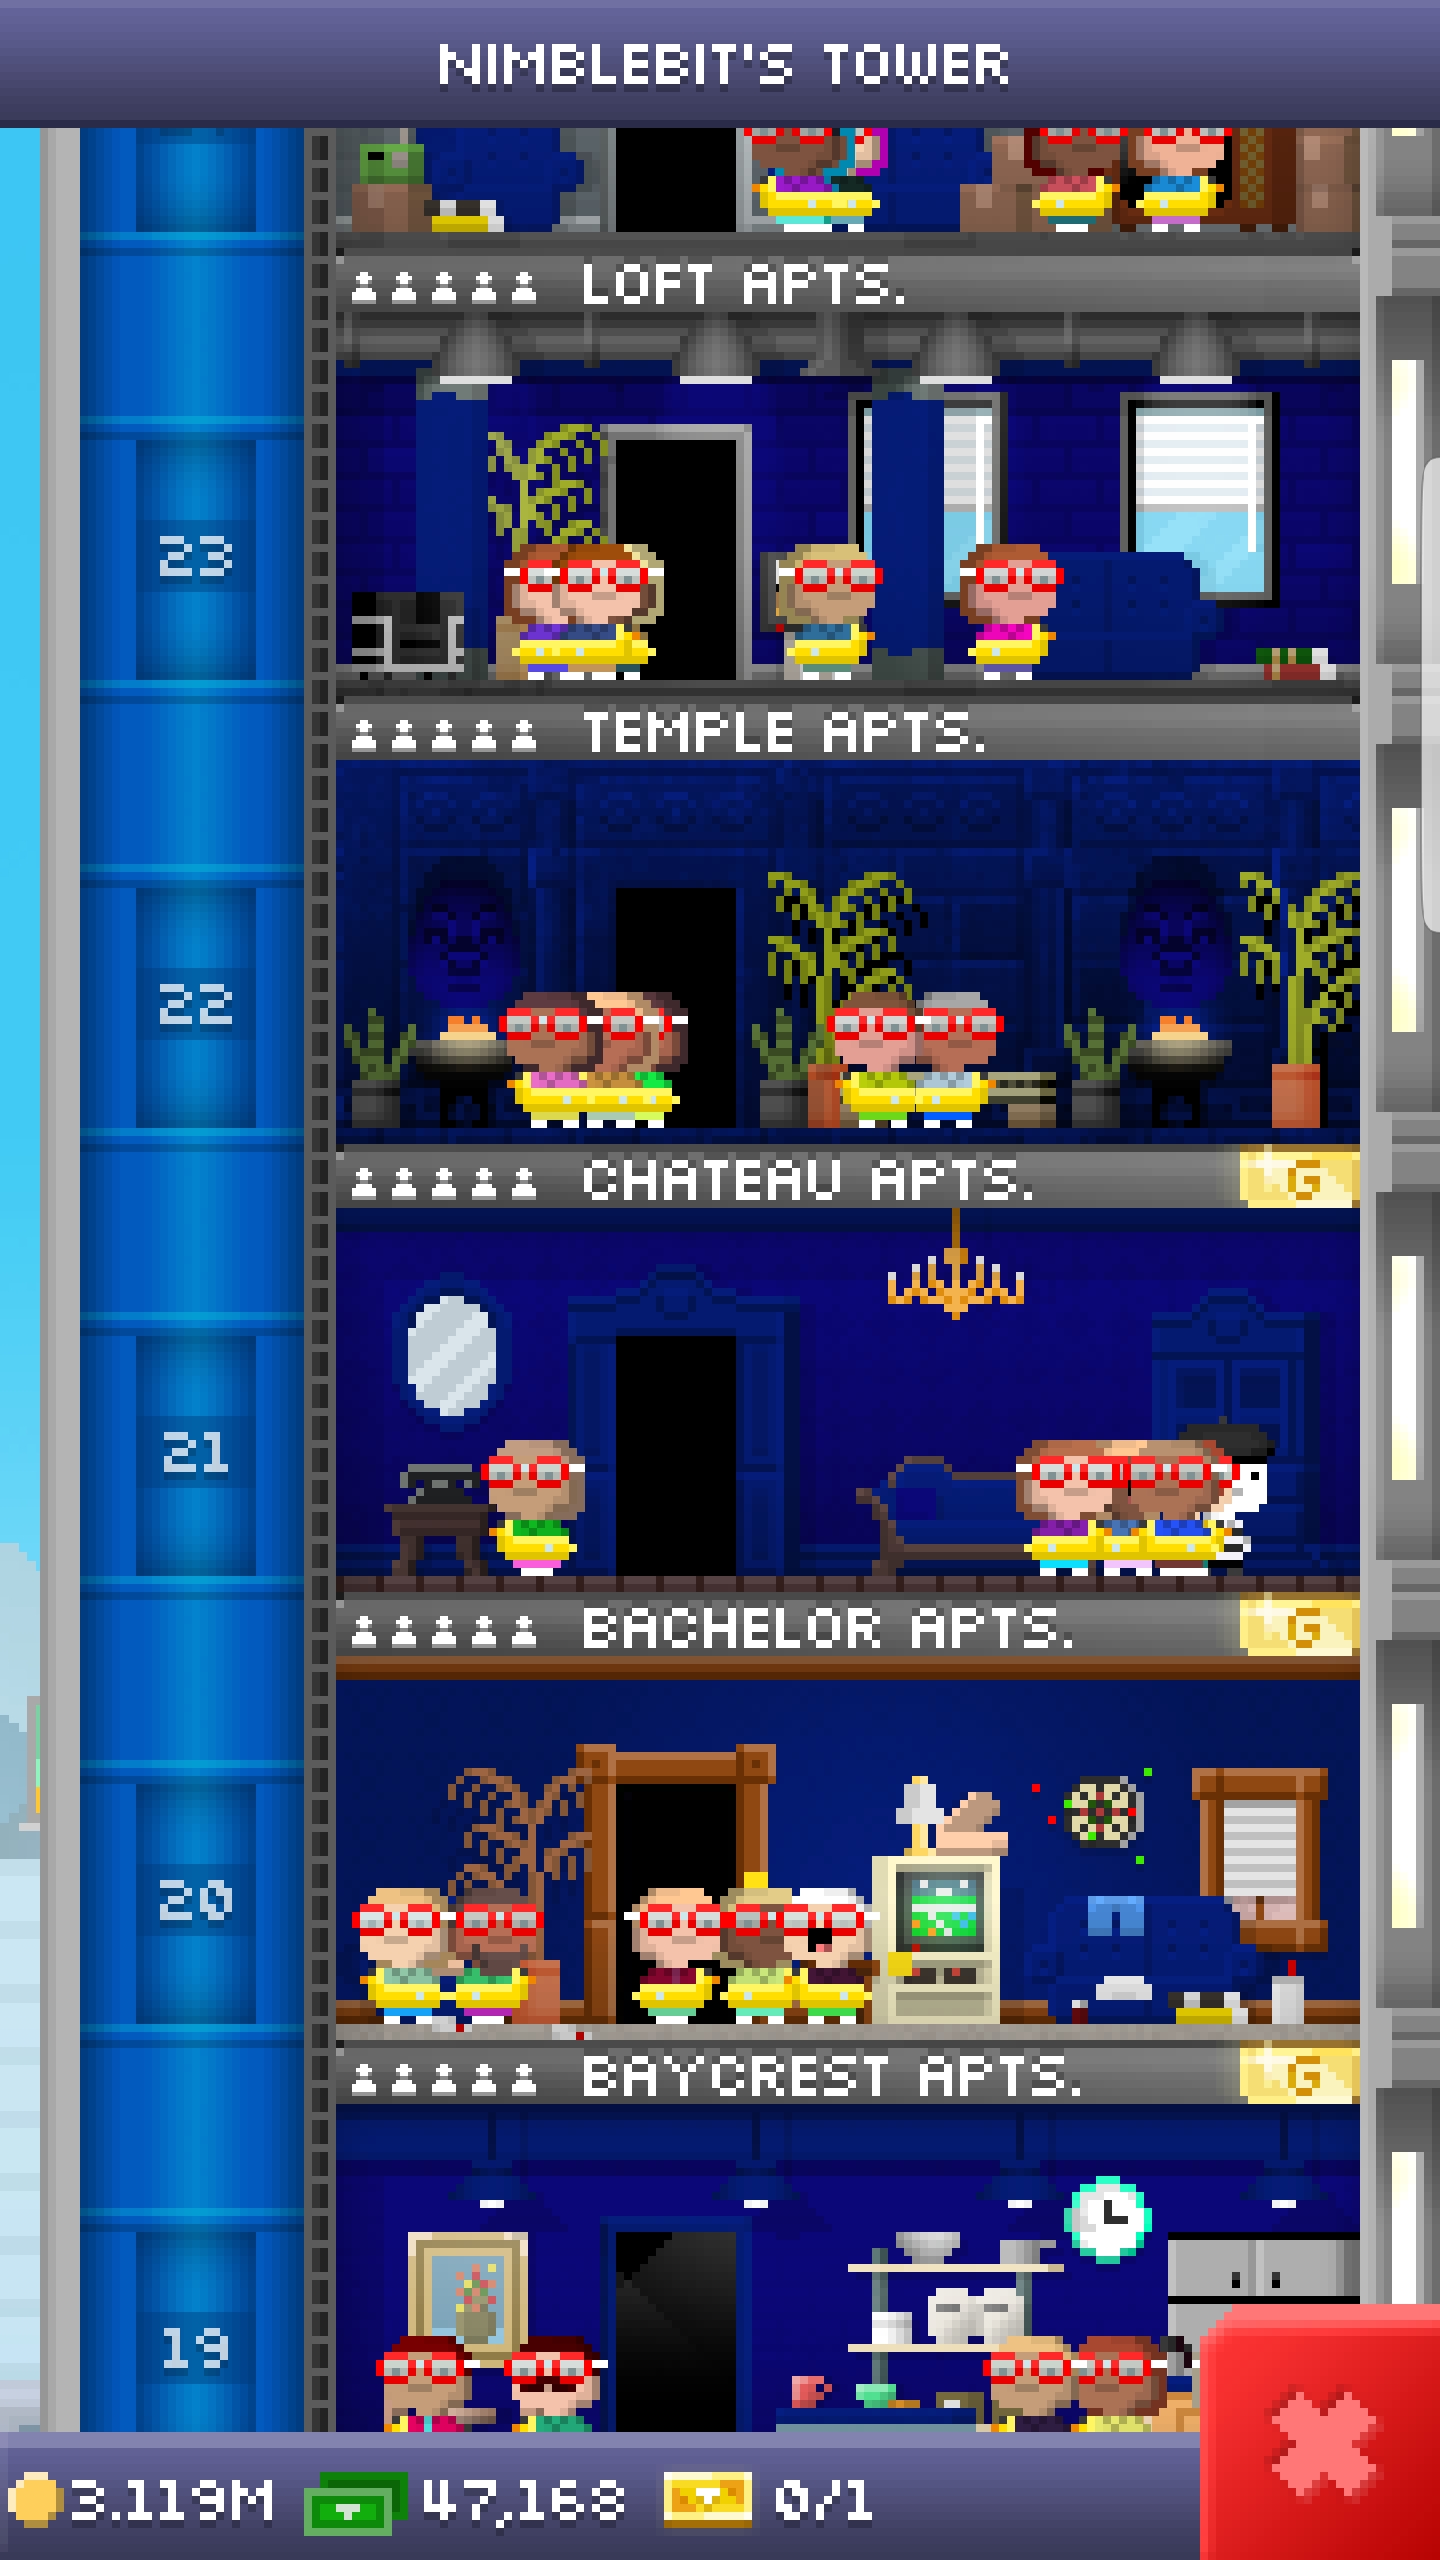 NIMBLEBIT'S TOWER
LOFT APTS.
23
TEMPLE APTS.
22
CHATEAU APTS. G
21
BACHELOR APTS. G
20
BAYCREST APTS. G
19
3.119M 47,168 0/1